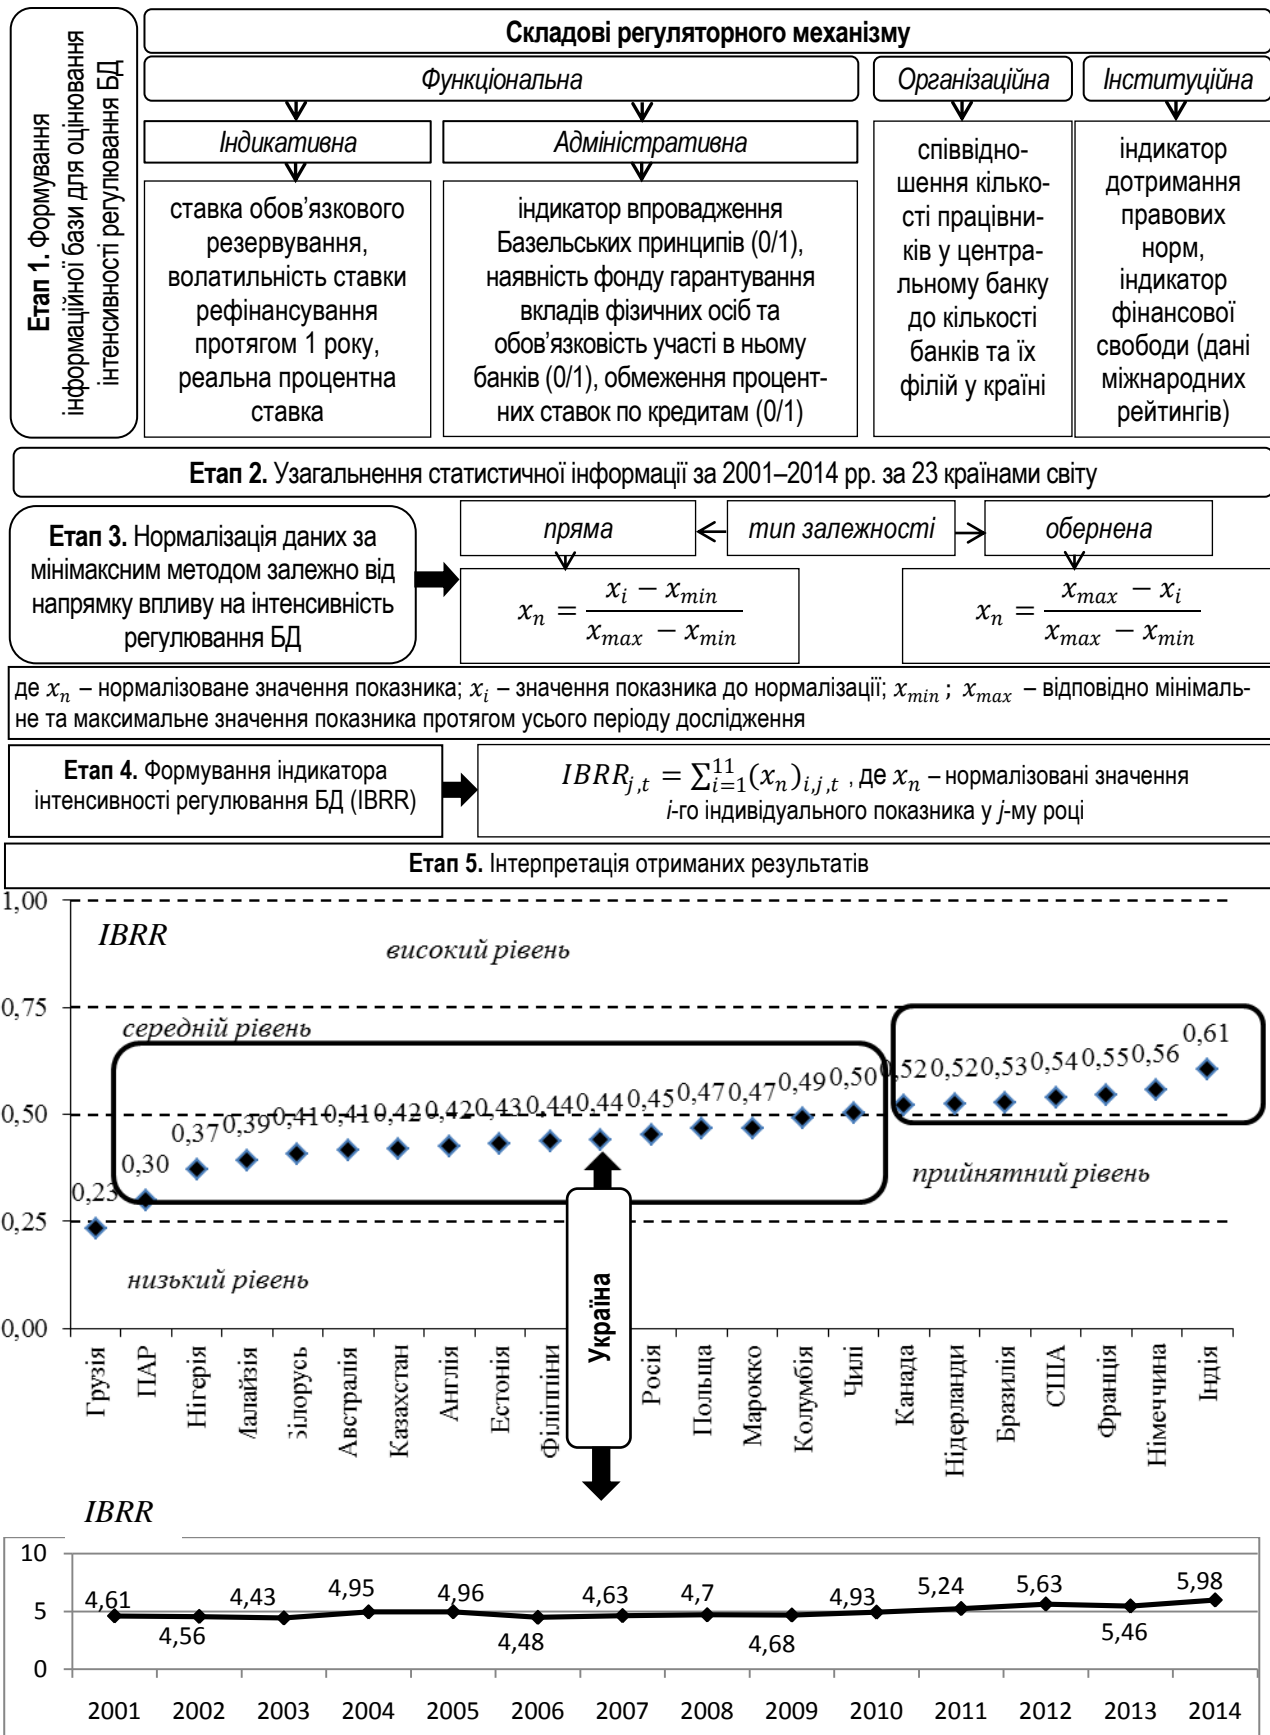 Етап 1. Формування
інформаційної бази для оцінювання
інтенсивності регулювання БД
Складові регуляторного механізму
Функціональна
Організаційна
Інституційна
Індикативна
Адміністративна
ставка обов’язкового
резервування,
волатильність ставки
рефінансування
протягом 1 року,
реальна процентна
ставка
індикатор впровадження
Базельських принципів (0/1),
наявність фонду гарантування
вкладів фізичних осіб та
обов’язковість участі в ньому
банків (0/1), обмеження процент-
них ставок по кредитам (0/1)
співвідно-
шення кілько-
сті працівни-
ків у центра-
льному банку
до кількості
банків та їх
філій у країні
індикатор
дотримання
правових
норм,
індикатор
фінансової
свободи (дані
міжнародних
рейтингів)
Етап 2. Узагальнення статистичної інформації за 2001–2014 рр. за 23 країнами світу
Етап 3. Нормалізація даних за
мінімаксним методом залежно від
напрямку впливу на інтенсивність
регулювання БД
пряма
тип залежності
обернена
x_n = (x_i − x_min) / (x_max − x_min)
x_n = (x_max − x_i) / (x_max − x_min)
де x_n – нормалізоване значення показника; x_i – значення показника до нормалізації; x_min ; x_max – відповідно мінімаль-
не та максимальне значення показника протягом усього періоду дослідження
Етап 4. Формування індикатора
інтенсивності регулювання БД (IBRR)
IBRR_{j,t} = ∑_{i=1}^{11}(x_n)_{i,j,t} , де x_n – нормалізовані значення
і-го індивідуального показника у j-му році
Етап 5. Інтерпретація отриманих результатів
1,00
IBRR
високий рівень
0,75
середній рівень
0,50
0,25
0,00
0,23
0,30
0,37
0,39
0,41
0,41
0,42
0,42
0,43
0,44
0,44
0,45
0,47
0,47
0,49
0,50
0,52
0,52
0,53
0,54
0,55
0,56
0,61
прийнятний рівень
низький рівень
Грузія
ПАР
Нігерія
Малайзія
Білорусь
Австралія
Казахстан
Англія
Естонія
Філіппіни
Україна
Росія
Польща
Марокко
Колумбія
Чилі
Канада
Нідерланди
Бразилія
США
Франція
Німеччина
Індія
IBRR
10
5
0
4,61
4,56
4,43
4,95
4,96
4,48
4,63
4,7
4,68
4,93
5,24
5,63
5,46
5,98
2001 2002 2003 2004 2005 2006 2007 2008 2009 2010 2011 2012 2013 2014